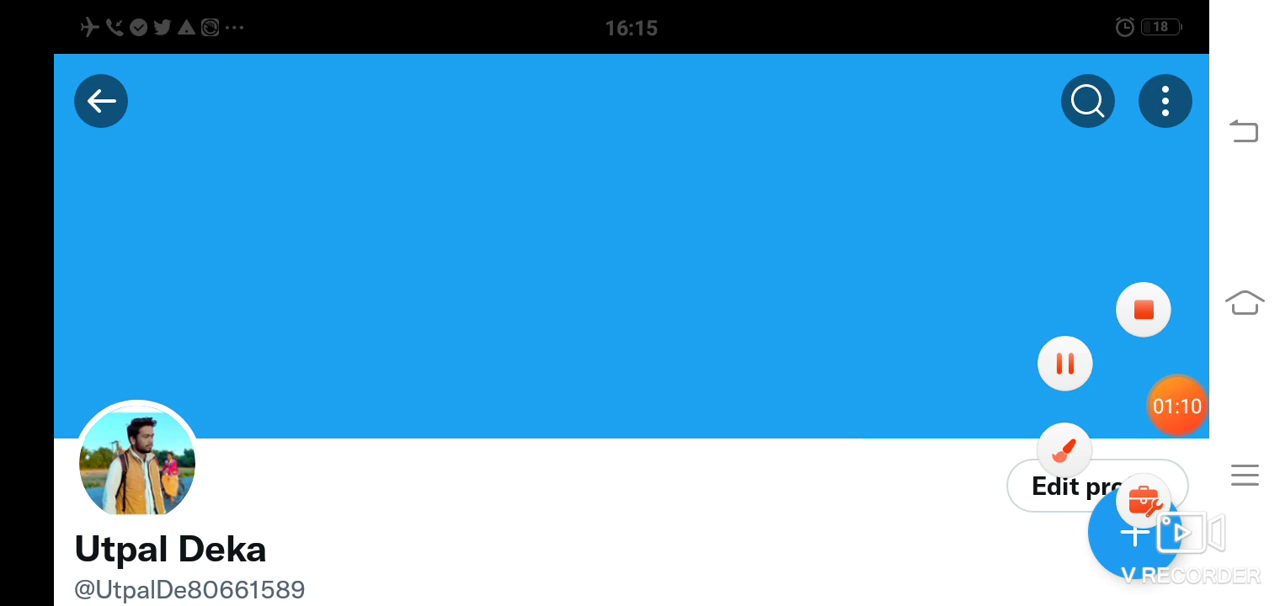 16:15
18
01:10
Edit pro
Utpal Deka
@UtpalDe80661589
V RECORDER